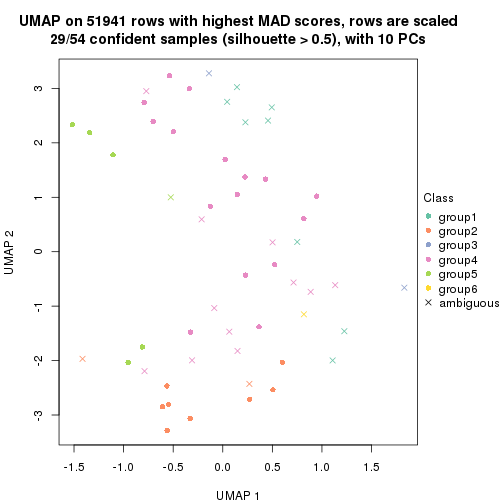 UMAP on 51941 rows with highest MAD scores, rows are scaled
29/54 confident samples (silhouette > 0.5), with 10 PCs
UMAP 2
3
2
1
0
-1
-2
-3
-1.5
-1.0
-0.5
0.0
0.5
1.0
1.5
UMAP 1
Class
group1
group2
group3
group4
group5
group6
ambiguous